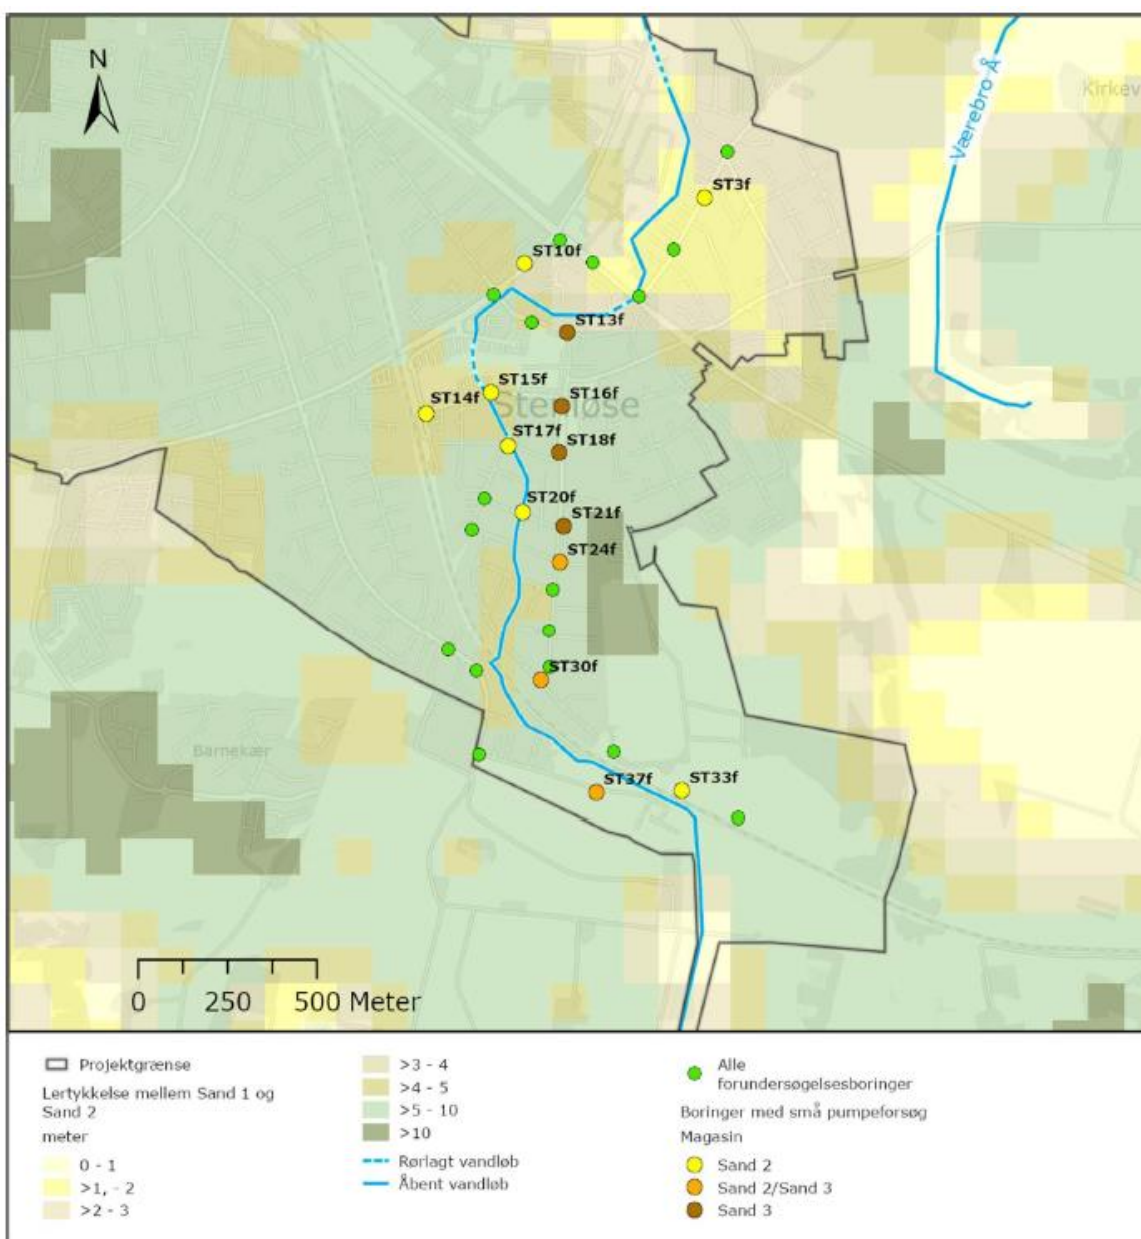 N
Værebro Å
Kirkev
ST3f
ST10f
ST13f
ST15f
ST14f
ST16f
Stenløse
ST17f
ST18f
ST20f
ST21f
ST24f
ST30f
Barnekær
ST37f
ST33f
0 250 500 Meter
Projektgrænse
Lertykkelse mellem Sand 1 og
Sand 2
meter
0 - 1
>1, - 2
>2 - 3
>3 - 4
>4 - 5
>5 - 10
>10
Rørlagt vandløb
Åbent vandløb
Alle
forundersøgelsesboringer
Boringer med små pumpeforsøg
Magasin
Sand 2
Sand 2/Sand 3
Sand 3